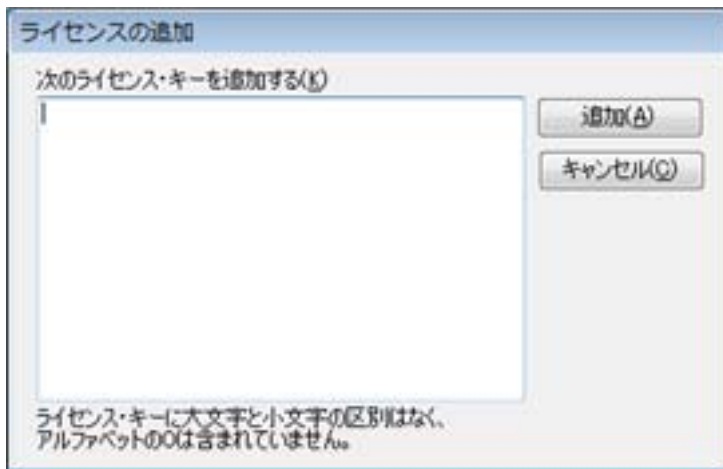 ライセンスの追加
次のライセンス・キーを追加する(K)
追加(A)
キャンセル(C)
ライセンス・キーに大文字と小文字の区別はなく、
アルファベットのOは含まれていません。